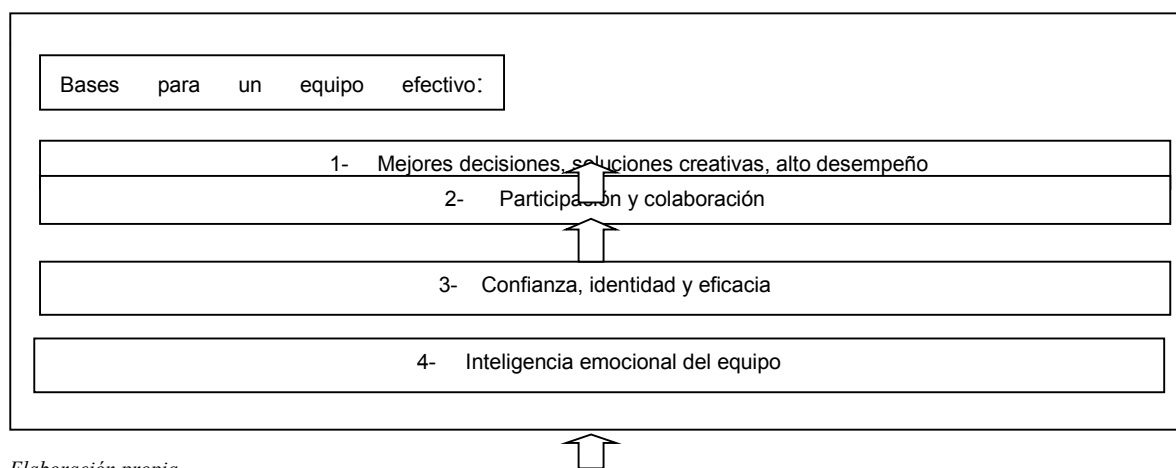 Bases para un equipo efectivo:
1- Mejores decisiones, soluciones creativas, alto desempeño
2- Participación y colaboración
3- Confianza, identidad y eficacia
4- Inteligencia emocional del equipo
Elaboración propia